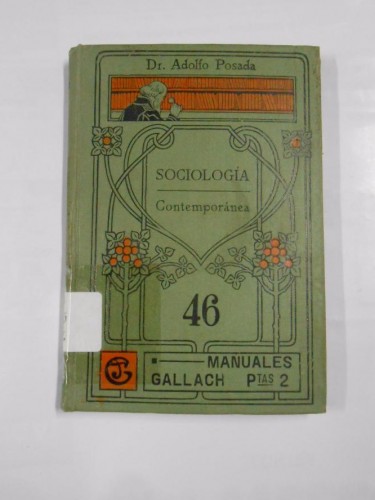 Dr. Adolfo Posada
SOCIOLOGÍA
Contemporánea
46
MANUALES
GALLACH PTAS 2